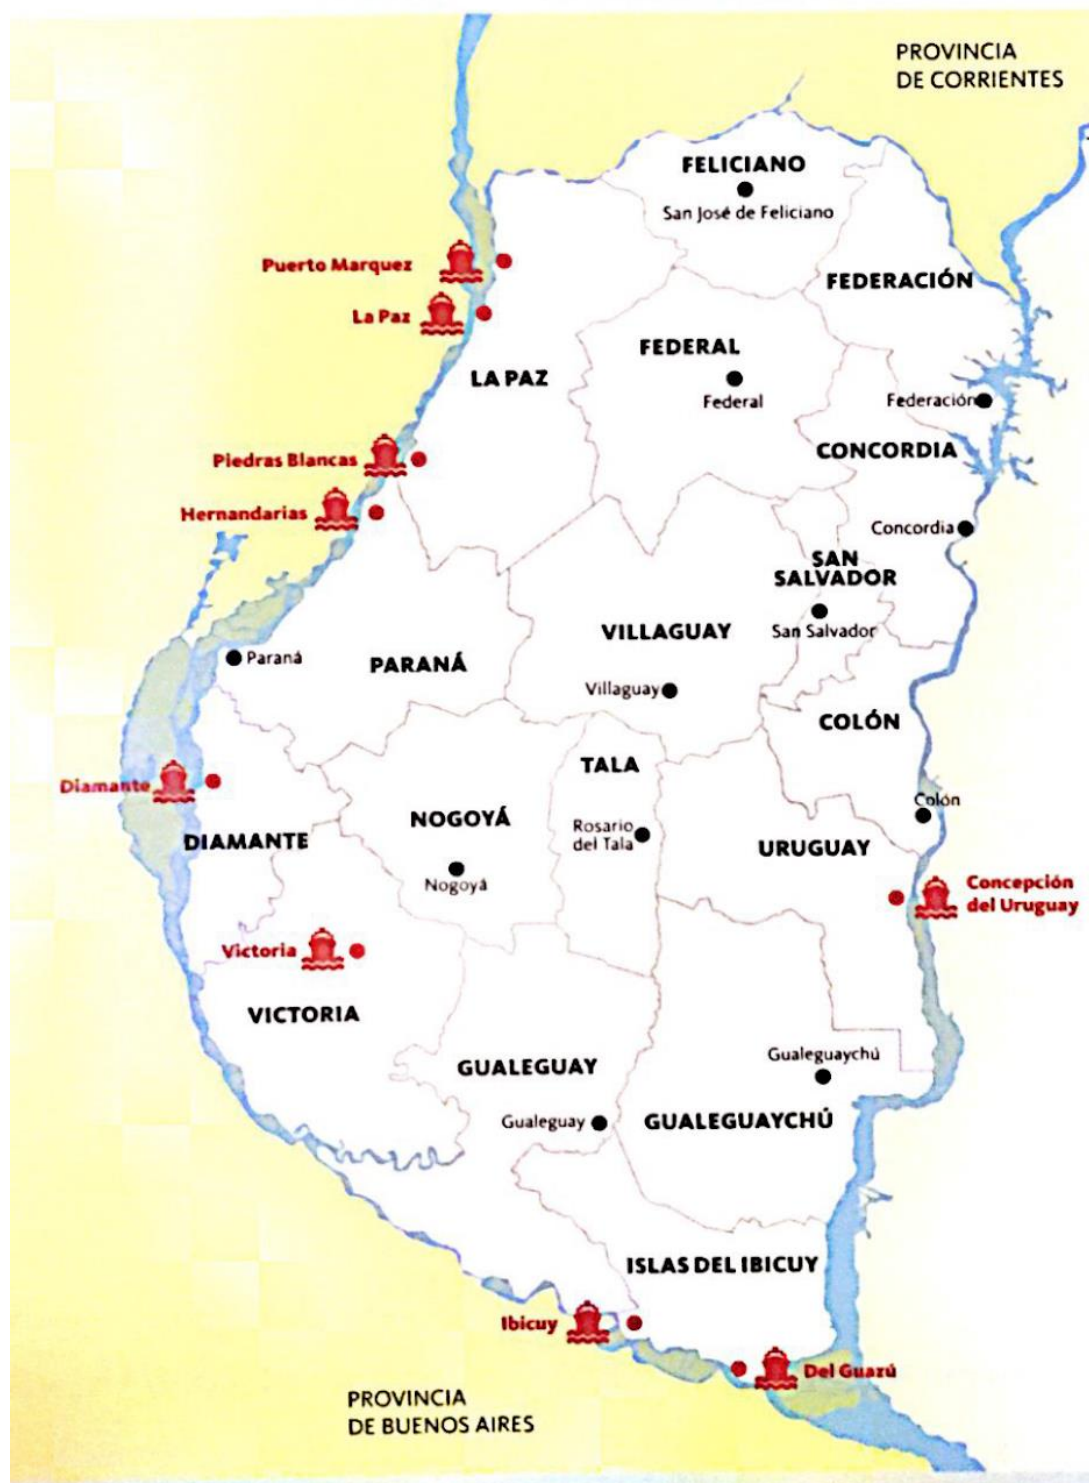 PROVINCIA
DE CORRIENTES
FELICIANO
San José de Feliciano
Puerto Marquez
FEDERACIÓN
La Paz
FEDERAL
LA PAZ
Federal
Federación
CONCORDIA
Piedras Blancas
Hernandarias
Concordia
SAN
SALVADOR
San Salvador
VILLAGUAY
Paraná
PARANÁ
Villaguay
COLÓN
TALA
Diamante
Colón
NOGOYÁ
Rosario
del Tala
DIAMANTE
URUGUAY
Nogoyá
Concepción
del Uruguay
Victoria
VICTORIA
Gualeguaychú
GUALEGUAY
Gualeguay
GUALEGUAYCHÚ
ISLAS DEL IBICUY
Ibicuy
Del Guazú
PROVINCIA
DE BUENOS AIRES